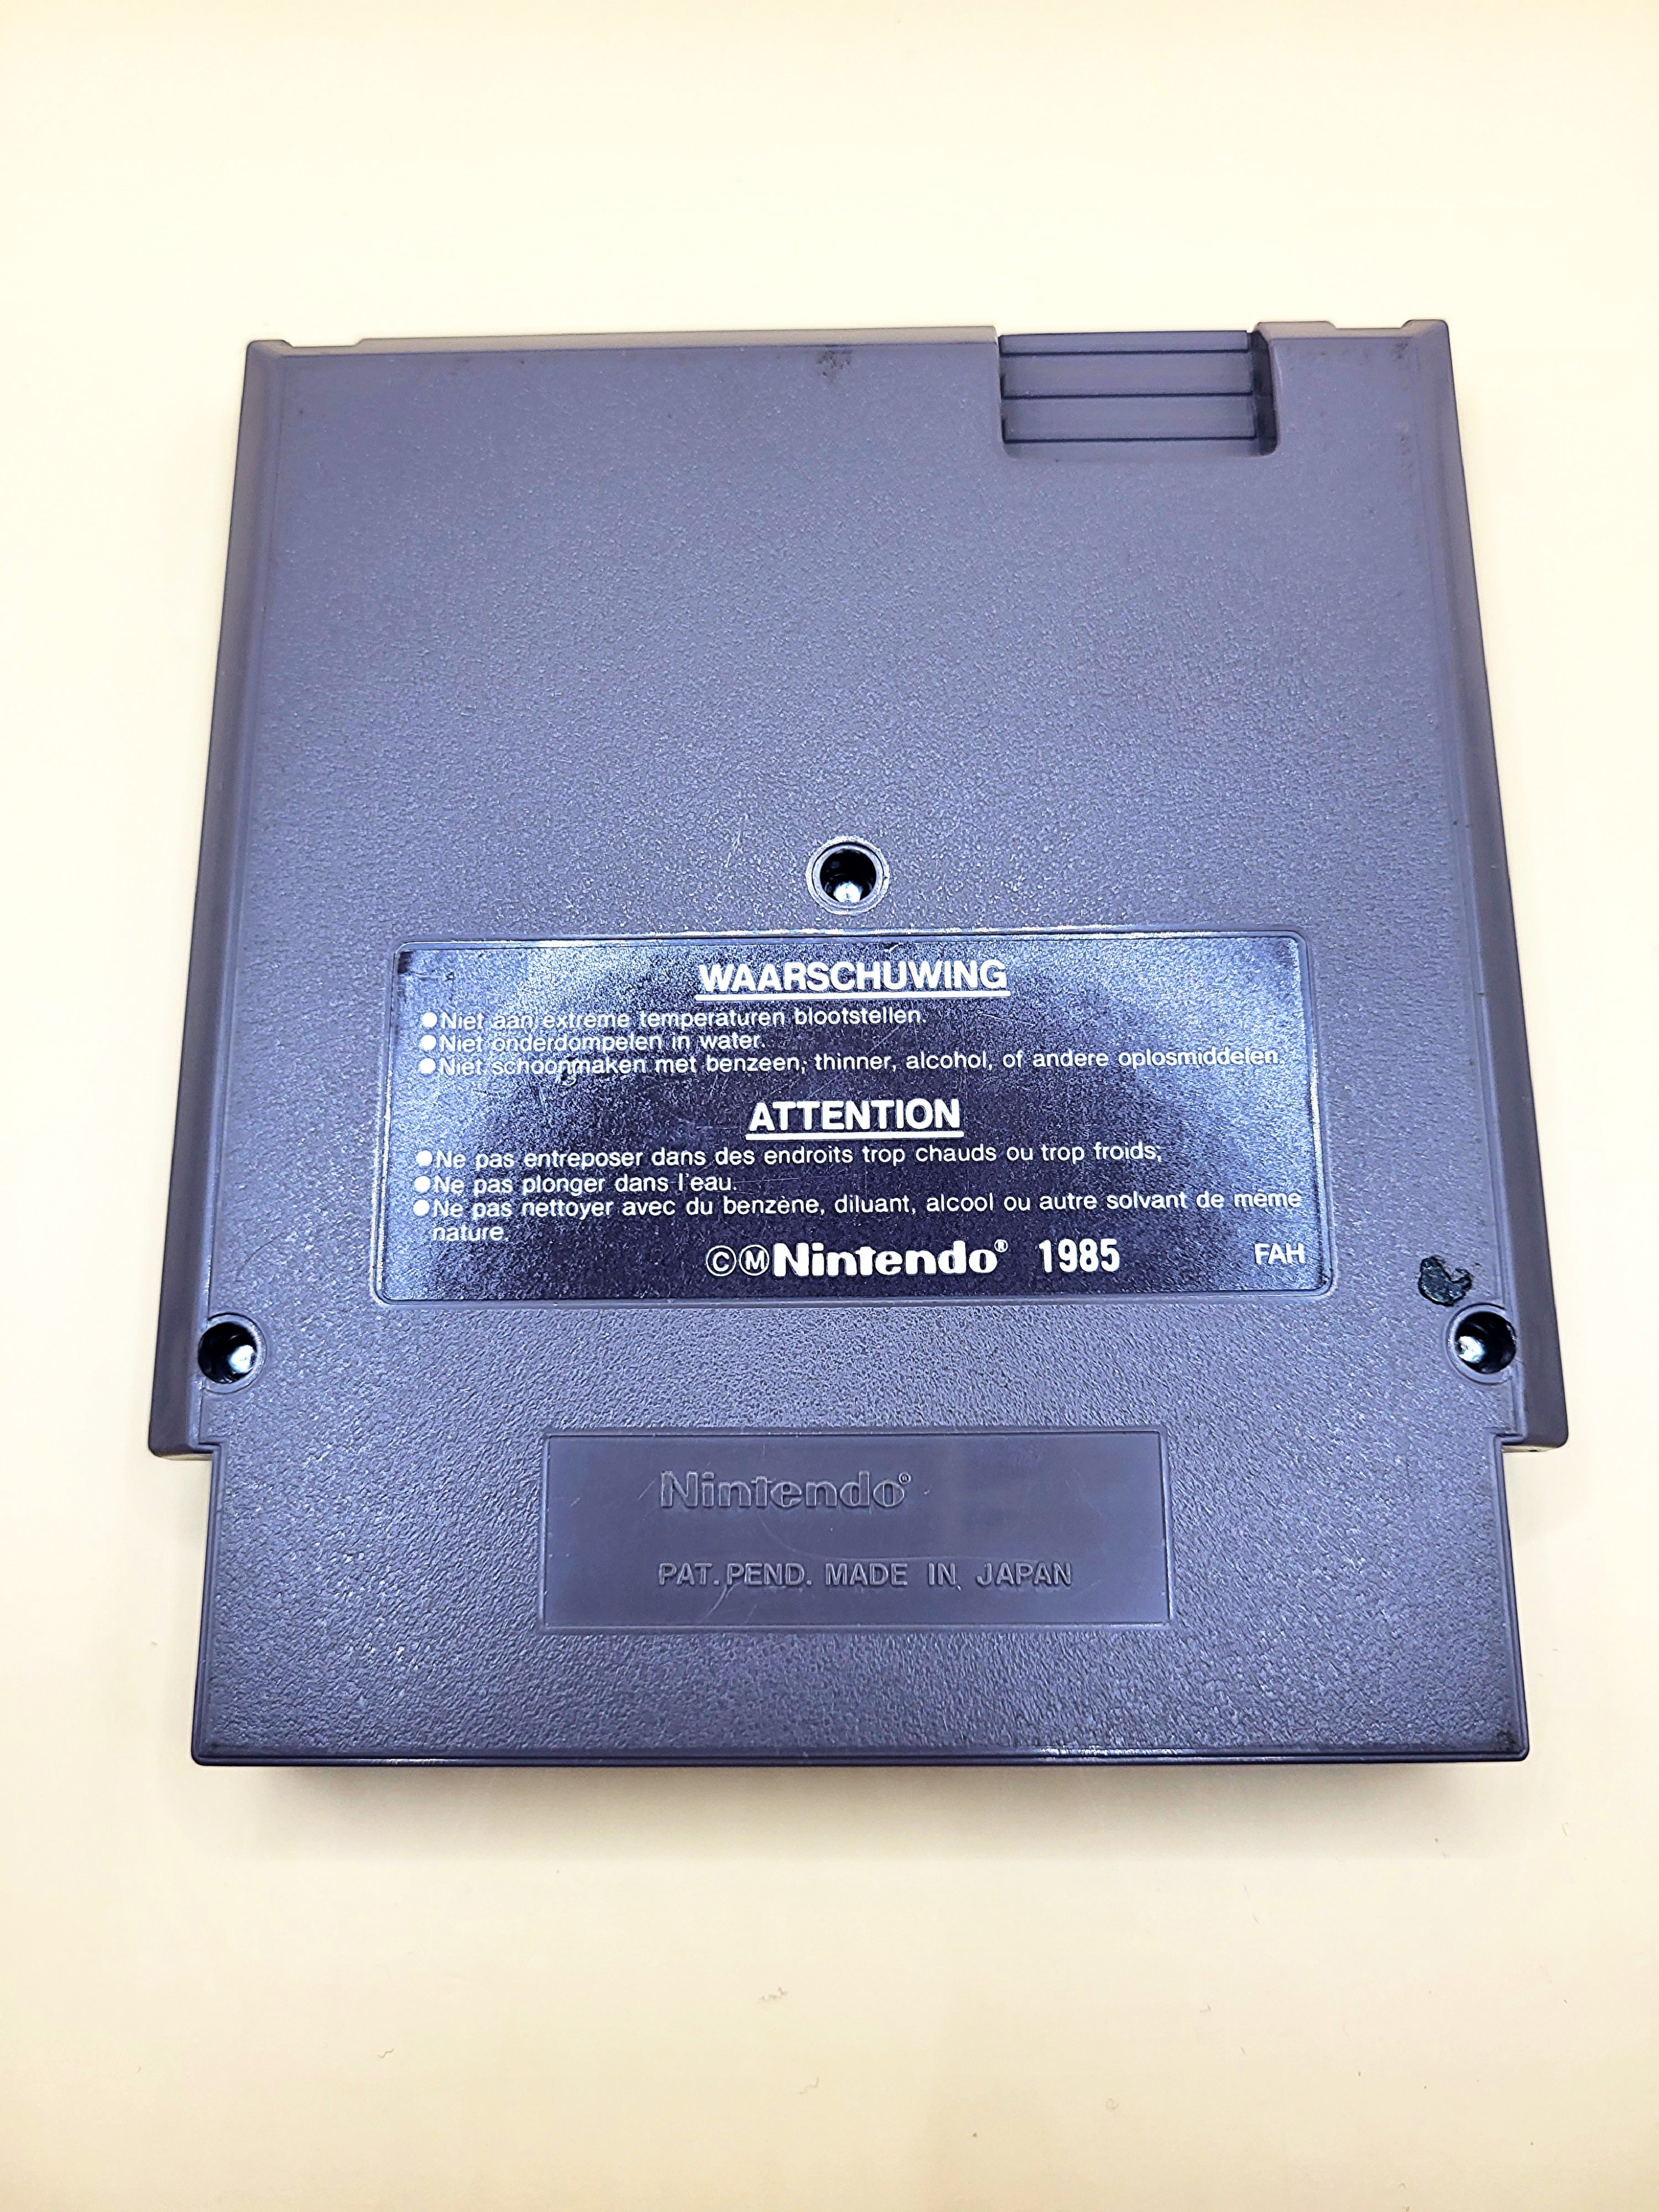 WAARSCHUWING
●Niet aan extreme temperaturen blootstellen.
●Niet onderdompelen in water.
●Niet schoonmaken met benzeen, thinner, alcohol, of andere oplosmiddelen.
ATTENTION
●Ne pas entreposer dans des endroits trop chauds ou trop froids;
●Ne pas plonger dans l'eau.
●Ne pas nettoyer avec du benzène, diluant, alcool ou autre solvant de même
nature.
©ⓂNintendo® 1985 FAH
Nintendo®
PAT. PEND. MADE IN JAPAN